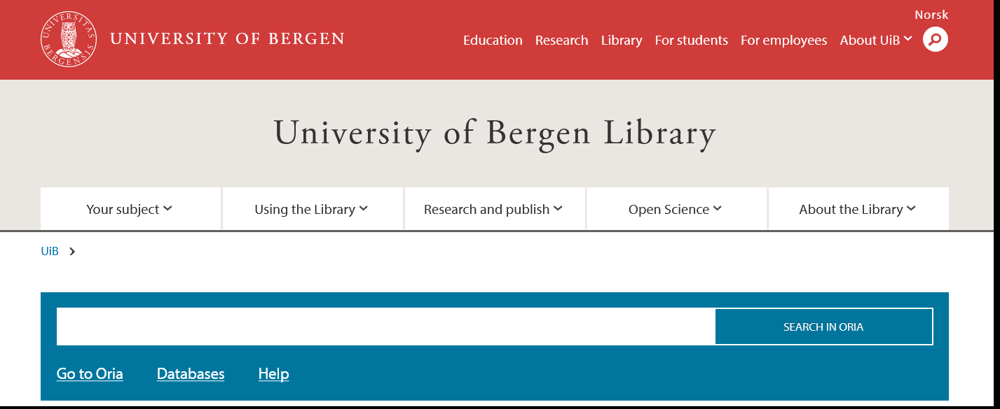 Norsk
UNIVERSITAS BERGENSIS
UNIVERSITY OF BERGEN
Education Research Library For students For employees About UiB
University of Bergen Library
Your subject Using the Library Research and publish Open Science About the Library
UiB
SEARCH IN ORIA
Go to Oria Databases Help